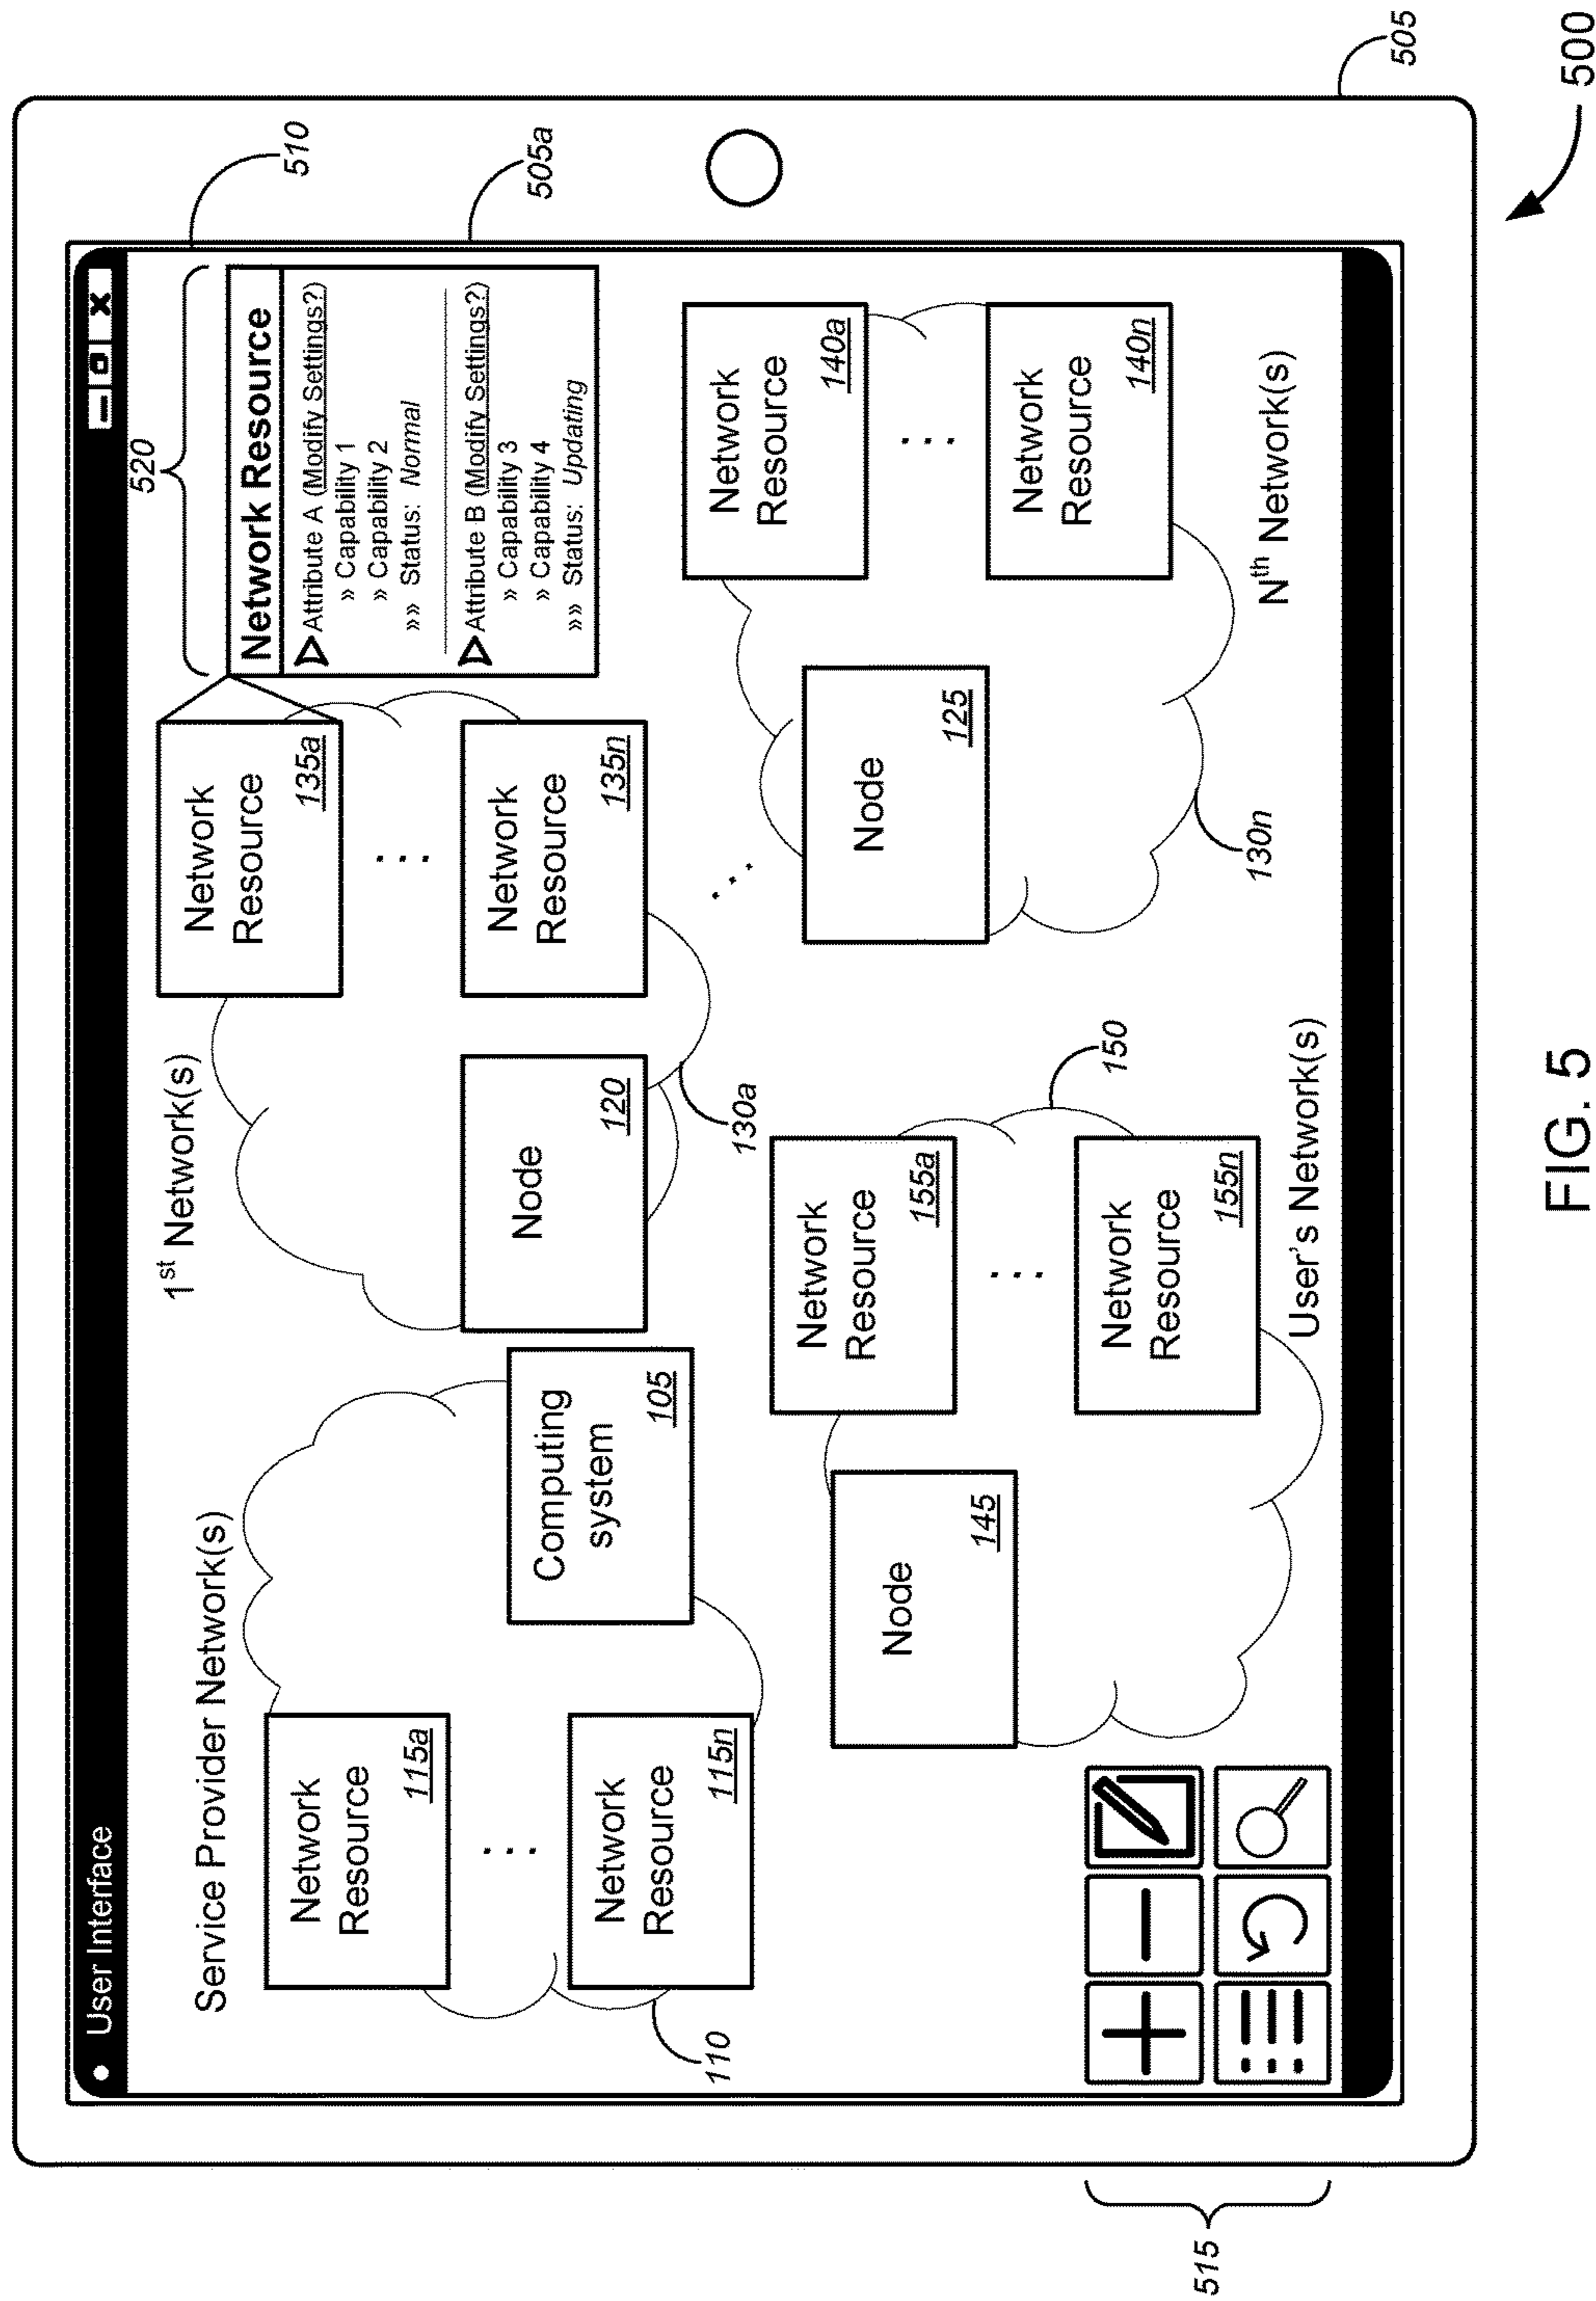 User Interface
Service Provider Network(s)
Network
Resource
115a
...
Network
Resource
115n
110
Computing
system
105
1st Network(s)
Node
120
130a
Network
Resource
135a
...
Network
Resource
135n
520
Network Resource
Attribute A (Modify Settings?)
» Capability 1
» Capability 2
»» Status: Normal
Attribute B (Modify Settings?)
» Capability 3
» Capability 4
»» Status: Updating
510
505a
...
Node
145
Network
Resource
155a
...
Network
Resource
155n
150
User's Network(s)
Node
125
130n
Network
Resource
140a
...
Network
Resource
140n
Nth Network(s)
515
505
500
FIG. 5